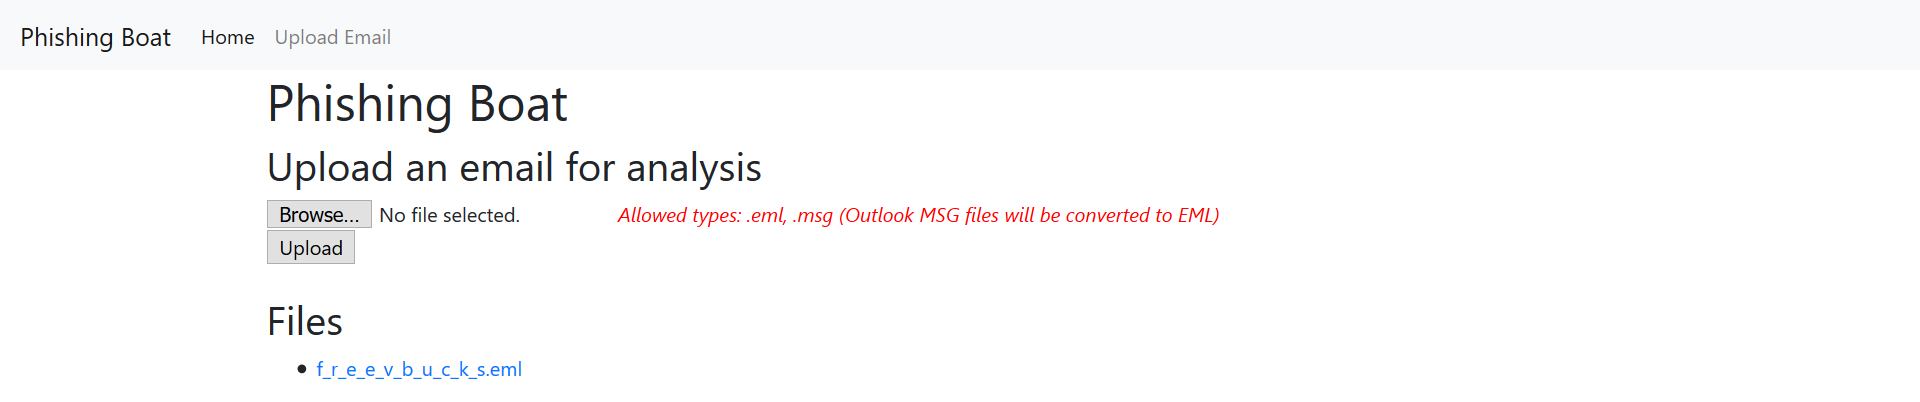 Phishing Boat Home Upload Email
Phishing Boat
Upload an email for analysis
Browse... No file selected. Allowed types: .eml, .msg (Outlook MSG files will be converted to EML)
Upload
Files
f_r_e_e_v_b_u_c_k_s.eml